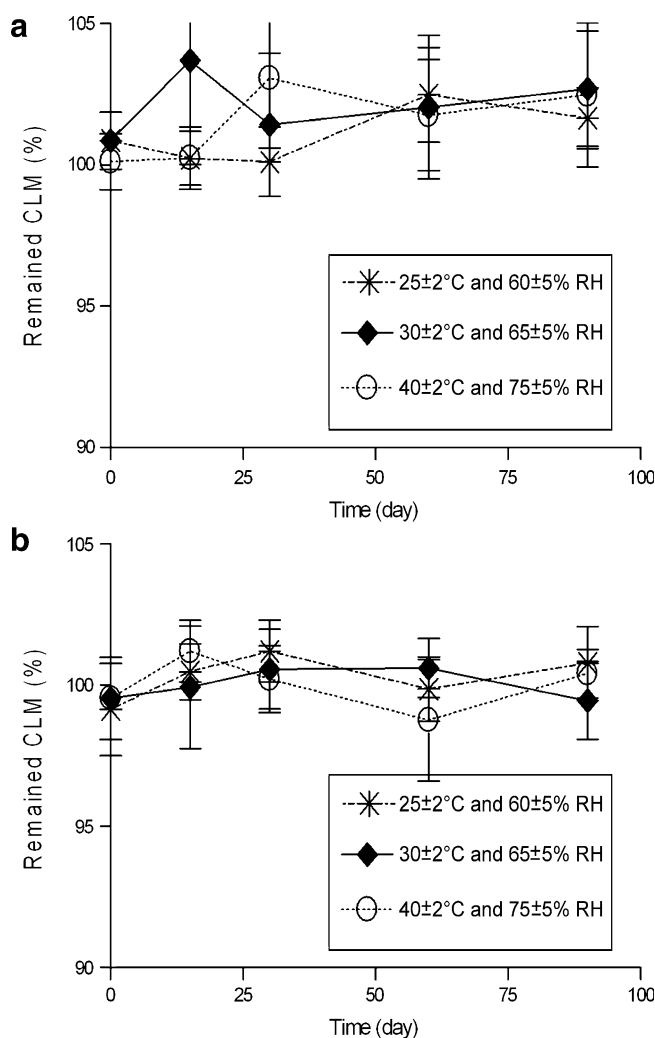 a
105
100
95
90
Remained CLM (%)
25±2°C and 60±5% RH
30±2°C and 65±5% RH
40±2°C and 75±5% RH
0 25 50 75 100
Time (day)
b
105
100
95
90
Remained CLM (%)
25±2°C and 60±5% RH
30±2°C and 65±5% RH
40±2°C and 75±5% RH
0 25 50 75 100
Time (day)